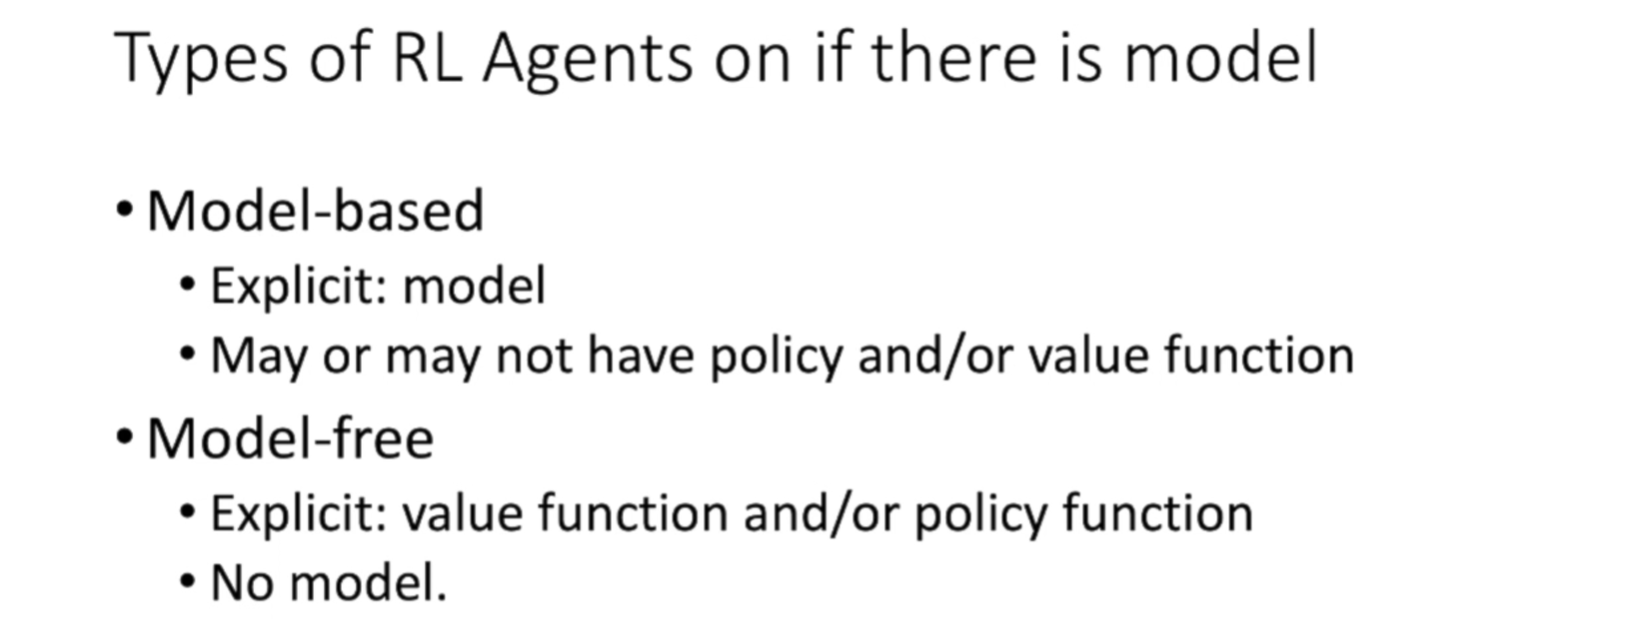 Types of RL Agents on if there is model
• Model-based
• Explicit: model
• May or may not have policy and/or value function
• Model-free
• Explicit: value function and/or policy function
• No model.